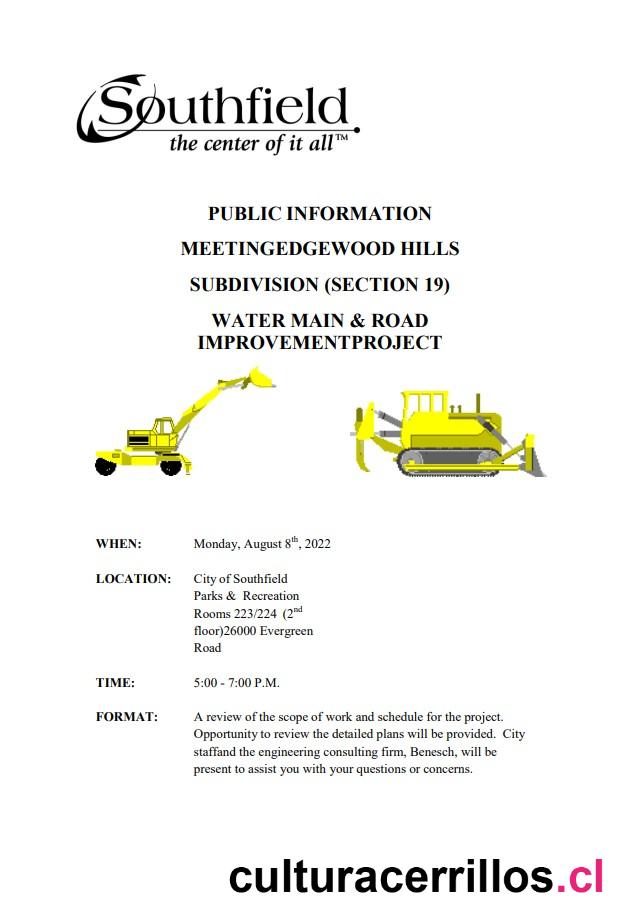 Southfield
the center of it all™
PUBLIC INFORMATION
MEETINGEDGEWOOD HILLS
SUBDIVISION (SECTION 19)
WATER MAIN & ROAD
IMPROVEMENTPROJECT
WHEN: Monday, August 8th, 2022
LOCATION: City of Southfield
Parks & Recreation
Rooms 223/224 (2nd
floor)26000 Evergreen
Road
TIME: 5:00 - 7:00 P.M.
FORMAT: A review of the scope of work and schedule for the project.
Opportunity to review the detailed plans will be provided. City
staffand the engineering consulting firm, Benesch, will be
present to assist you with your questions or concerns.
culturacerrillos.cl